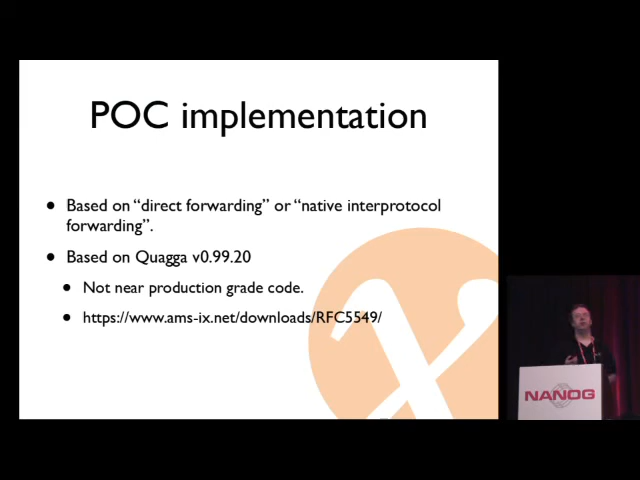 POC implementation
• Based on “direct forwarding” or “native interprotocol
forwarding”.
• Based on Quagga v0.99.20
• Not near production grade code.
• https://www.ams-ix.net/downloads/RFC5549/
NANOG